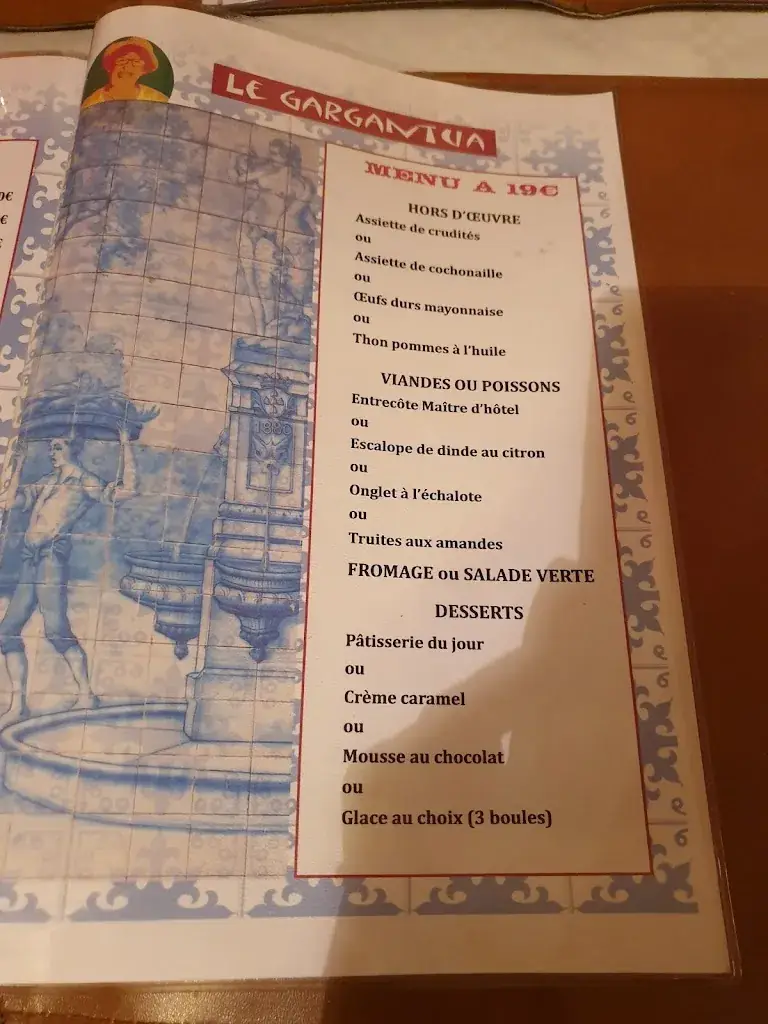 LE GARGANTUA
MENU A 19€
HORS D'ŒUVRE
Assiette de crudités
ou
Assiette de cochonaille
ou
Œufs durs mayonnaise
ou
Thon pommes à l'huile
VIANDES OU POISSONS
Entrecôte Maître d'hôtel
ou
Escalope de dinde au citron
ou
Onglet à l'échalote
ou
Truites aux amandes
FROMAGE ou SALADE VERTE
DESSERTS
Pâtisserie du jour
ou
Crème caramel
ou
Mousse au chocolat
ou
Glace au choix (3 boules)